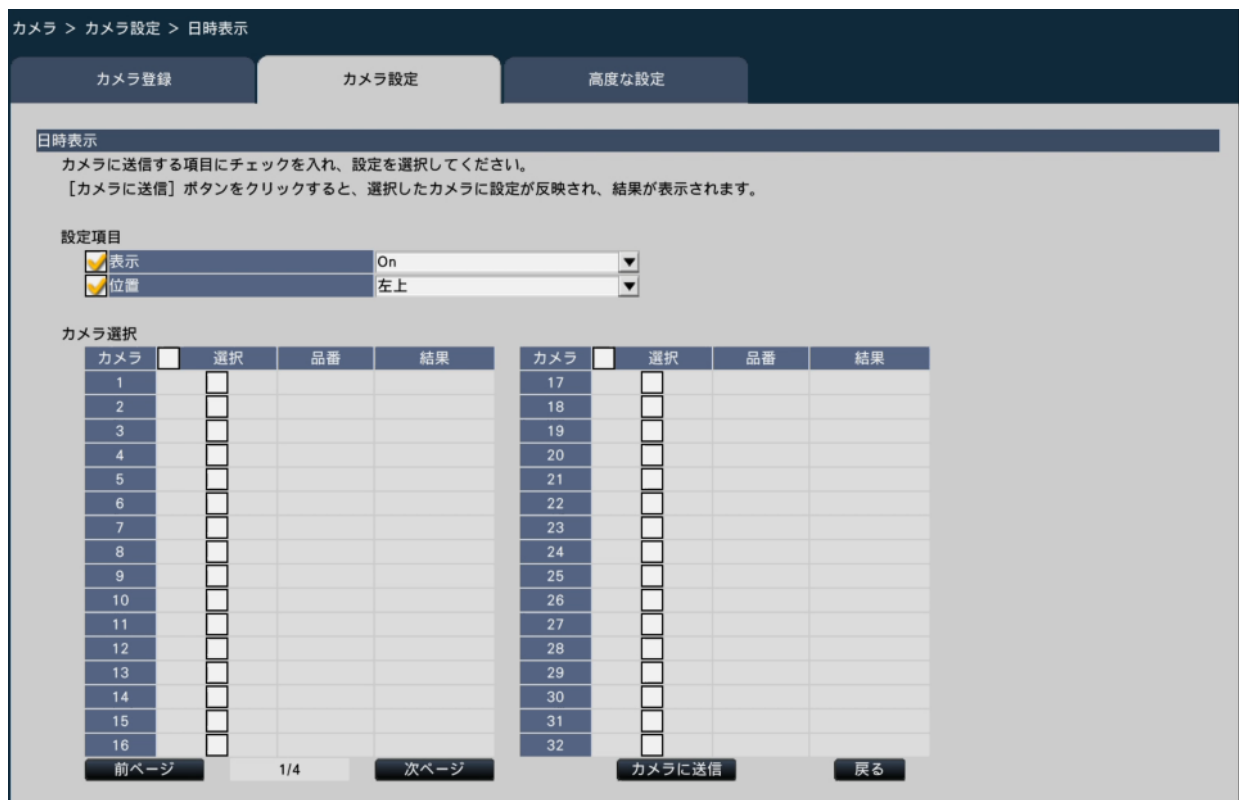 カメラ > カメラ設定 > 日時表示
カメラ登録 カメラ設定 高度な設定
日時表示
カメラに送信する項目にチェックを入れ、設定を選択してください。
［カメラに送信］ボタンをクリックすると、選択したカメラに設定が反映され、結果が表示されます。
設定項目
表示 On
位置 左上
カメラ選択
カメラ 選択 品番 結果 カメラ 選択 品番 結果
1 17
2 18
3 19
4 20
5 21
6 22
7 23
8 24
9 25
10 26
11 27
12 28
13 29
14 30
15 31
16 32
前ページ 1/4 次ページ カメラに送信 戻る